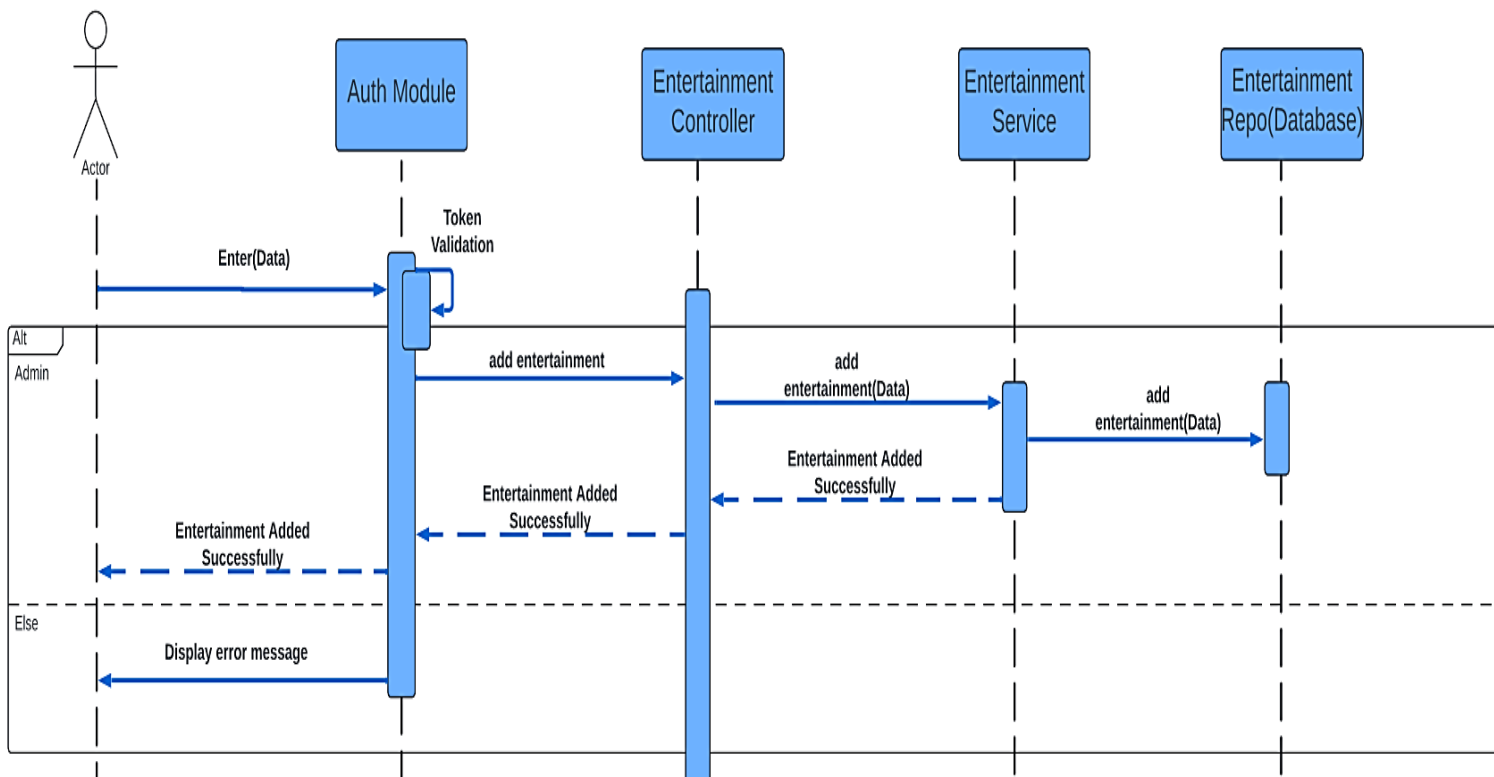 Actor
Auth Module
Entertainment
Controller
Entertainment
Service
Entertainment
Repo(Database)
Token
Validation
Enter(Data)
Alt
Admin
add entertainment
add
entertainment(Data)
add
entertainment(Data)
Entertainment Added
Successfully
Entertainment Added
Successfully
Entertainment Added
Successfully
Else
Display error message